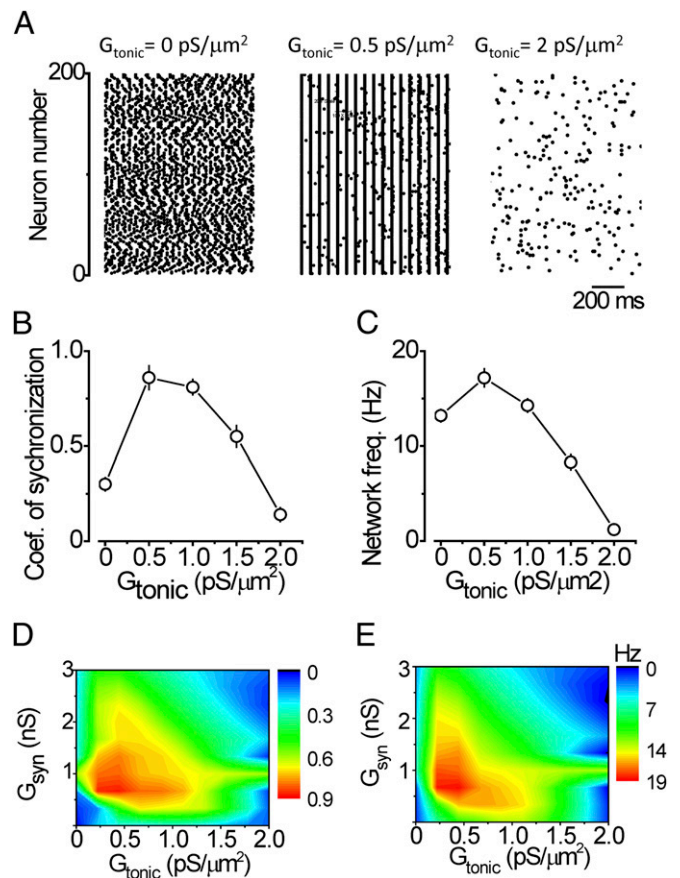 A
G_tonic = 0 pS/μm² G_tonic = 0.5 pS/μm² G_tonic = 2 pS/μm²
200
Neuron number
0
200 ms
B
1.0
0.5
0
Coef. of sychronization
0 0.5 1.0 1.5 2.0
G_tonic (pS/μm²)
C
20
10
0
Network freq. (Hz)
0 0.5 1.0 1.5 2.0
G_tonic (pS/μm2)
D
3
2
1
0
G_syn (nS)
0 0.5 1.0 1.5 2.0
G_tonic (pS/μm²)
0
0.3
0.6
0.9
E
3
2
1
G_syn (nS)
0 0.5 1.0 1.5 2.0
G_tonic (pS/μm²)
Hz
0
7
14
19